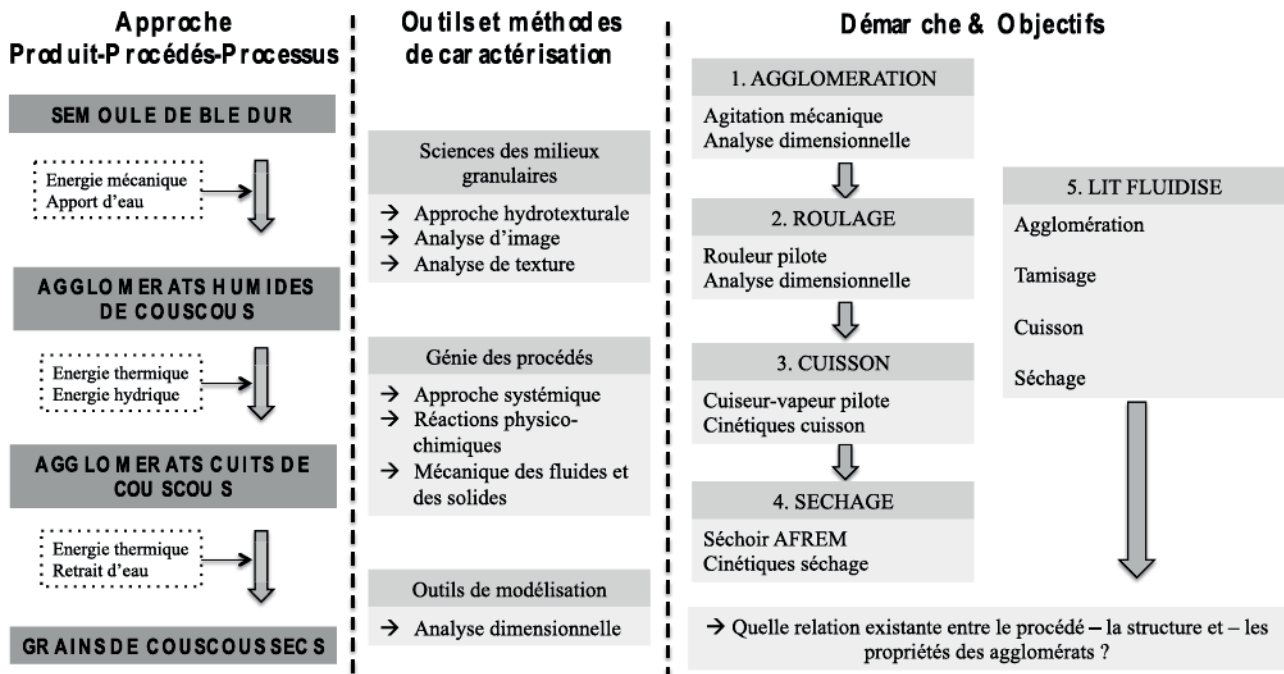 Approche
Produit-Procédés-Processus
SEMOULE DE BLE DUR
Energie mécanique
Apport d'eau
AGGLOMERATS HUMIDES
DE COUSCOUS
Energie thermique
Energie hydrique
AGGLOMERATS CUITS DE
COUSCOUS
Energie thermique
Retrait d'eau
GRAINS DE COUSCOUS SECS
Outils et méthodes
de caractérisation
Sciences des milieux
granulaires
→ Approche hydrotexturale
→ Analyse d'image
→ Analyse de texture
Génie des procédés
→ Approche systémique
→ Réactions physico-
chimiques
→ Mécanique des fluides et
des solides
Outils de modélisation
→ Analyse dimensionnelle
Démarche & Objectifs
1. AGGLOMERATION
Agitation mécanique
Analyse dimensionnelle
2. ROULAGE
Rouleur pilote
Analyse dimensionnelle
3. CUISSON
Cuiseur-vapeur pilote
Cinétiques cuisson
4. SECHAGE
Séchoir AFREM
Cinétiques séchage
5. LIT FLUIDISE
Agglomération
Tamisage
Cuisson
Séchage
→ Quelle relation existante entre le procédé – la structure et – les
propriétés des agglomérats ?